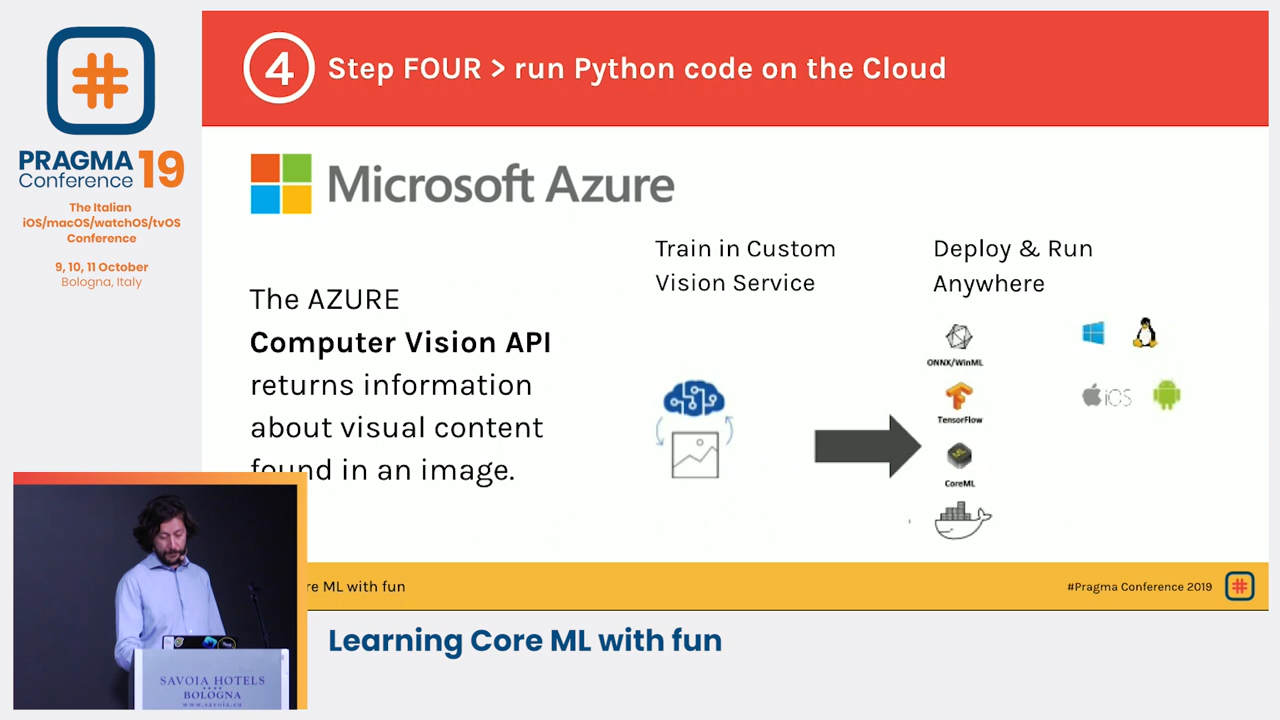 PRAGMA 19
Conference
The Italian
iOS/macOS/watchOS/tvOS
Conference
9, 10, 11 October
Bologna, Italy
4 Step FOUR > run Python code on the Cloud
Microsoft Azure
The AZURE
Computer Vision API
returns information
about visual content
found in an image.
Train in Custom
Vision Service
Deploy & Run
Anywhere
ONNX/WinML
TensorFlow
ML
CoreML
iOS
re ML with fun
#Pragma Conference 2019
SAVOIA HOTELS
BOLOGNA
www.savoia.eu
Learning Core ML with fun